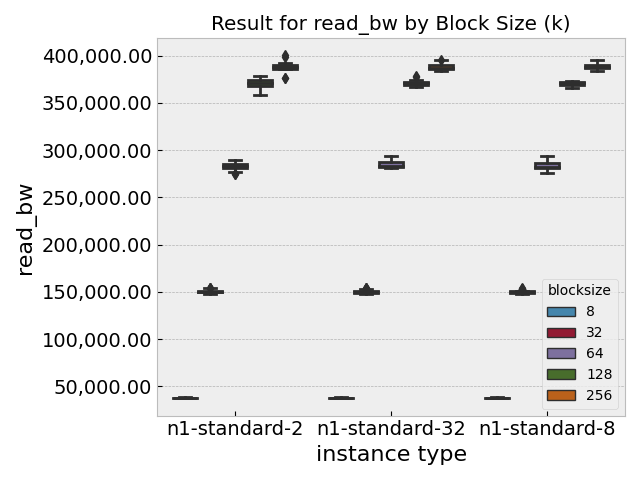 Result for read_bw by Block Size (k)
read_bw
400,000.00
350,000.00
300,000.00
250,000.00
200,000.00
150,000.00
100,000.00
50,000.00
blocksize
8
32
64
128
256
n1-standard-2 n1-standard-32 n1-standard-8
instance type